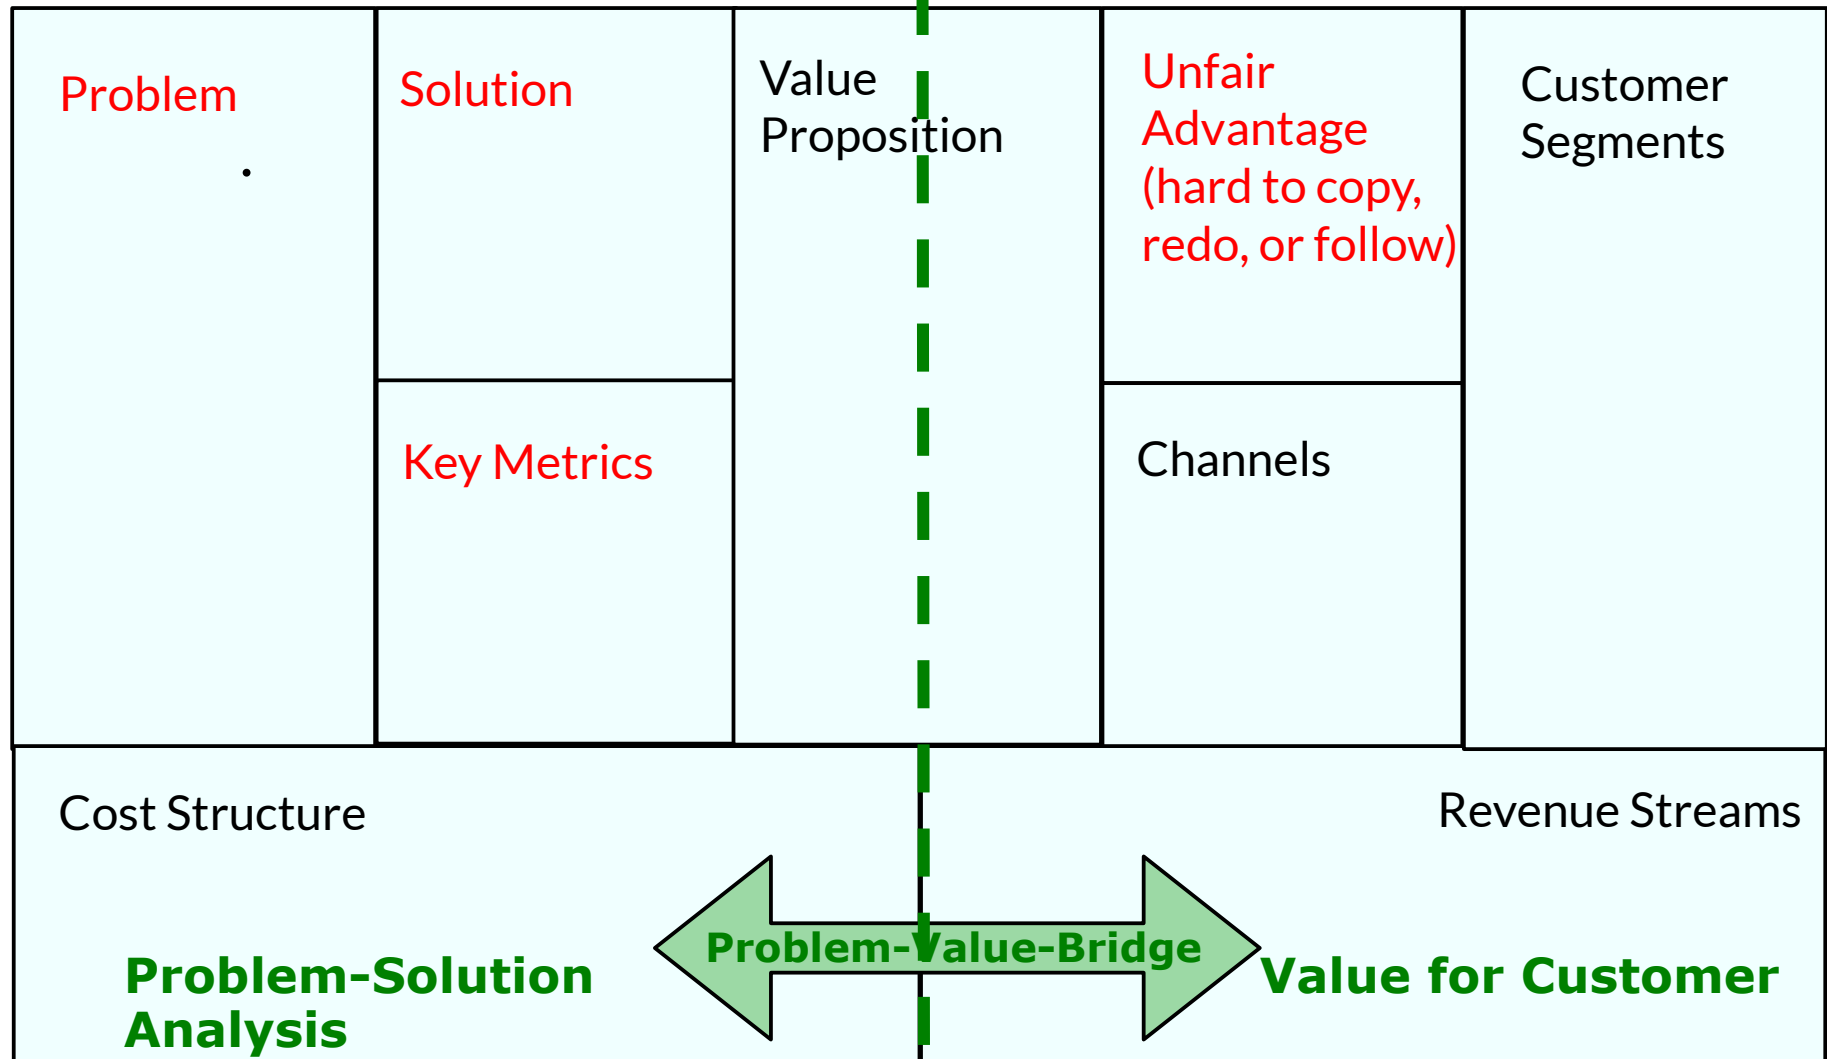 Problem
Solution
Value
Proposition
Unfair
Advantage
(hard to copy,
redo, or follow)
Customer
Segments
Key Metrics
Channels
Cost Structure
Revenue Streams
Problem-Value-Bridge
Problem-Solution
Analysis
Value for Customer